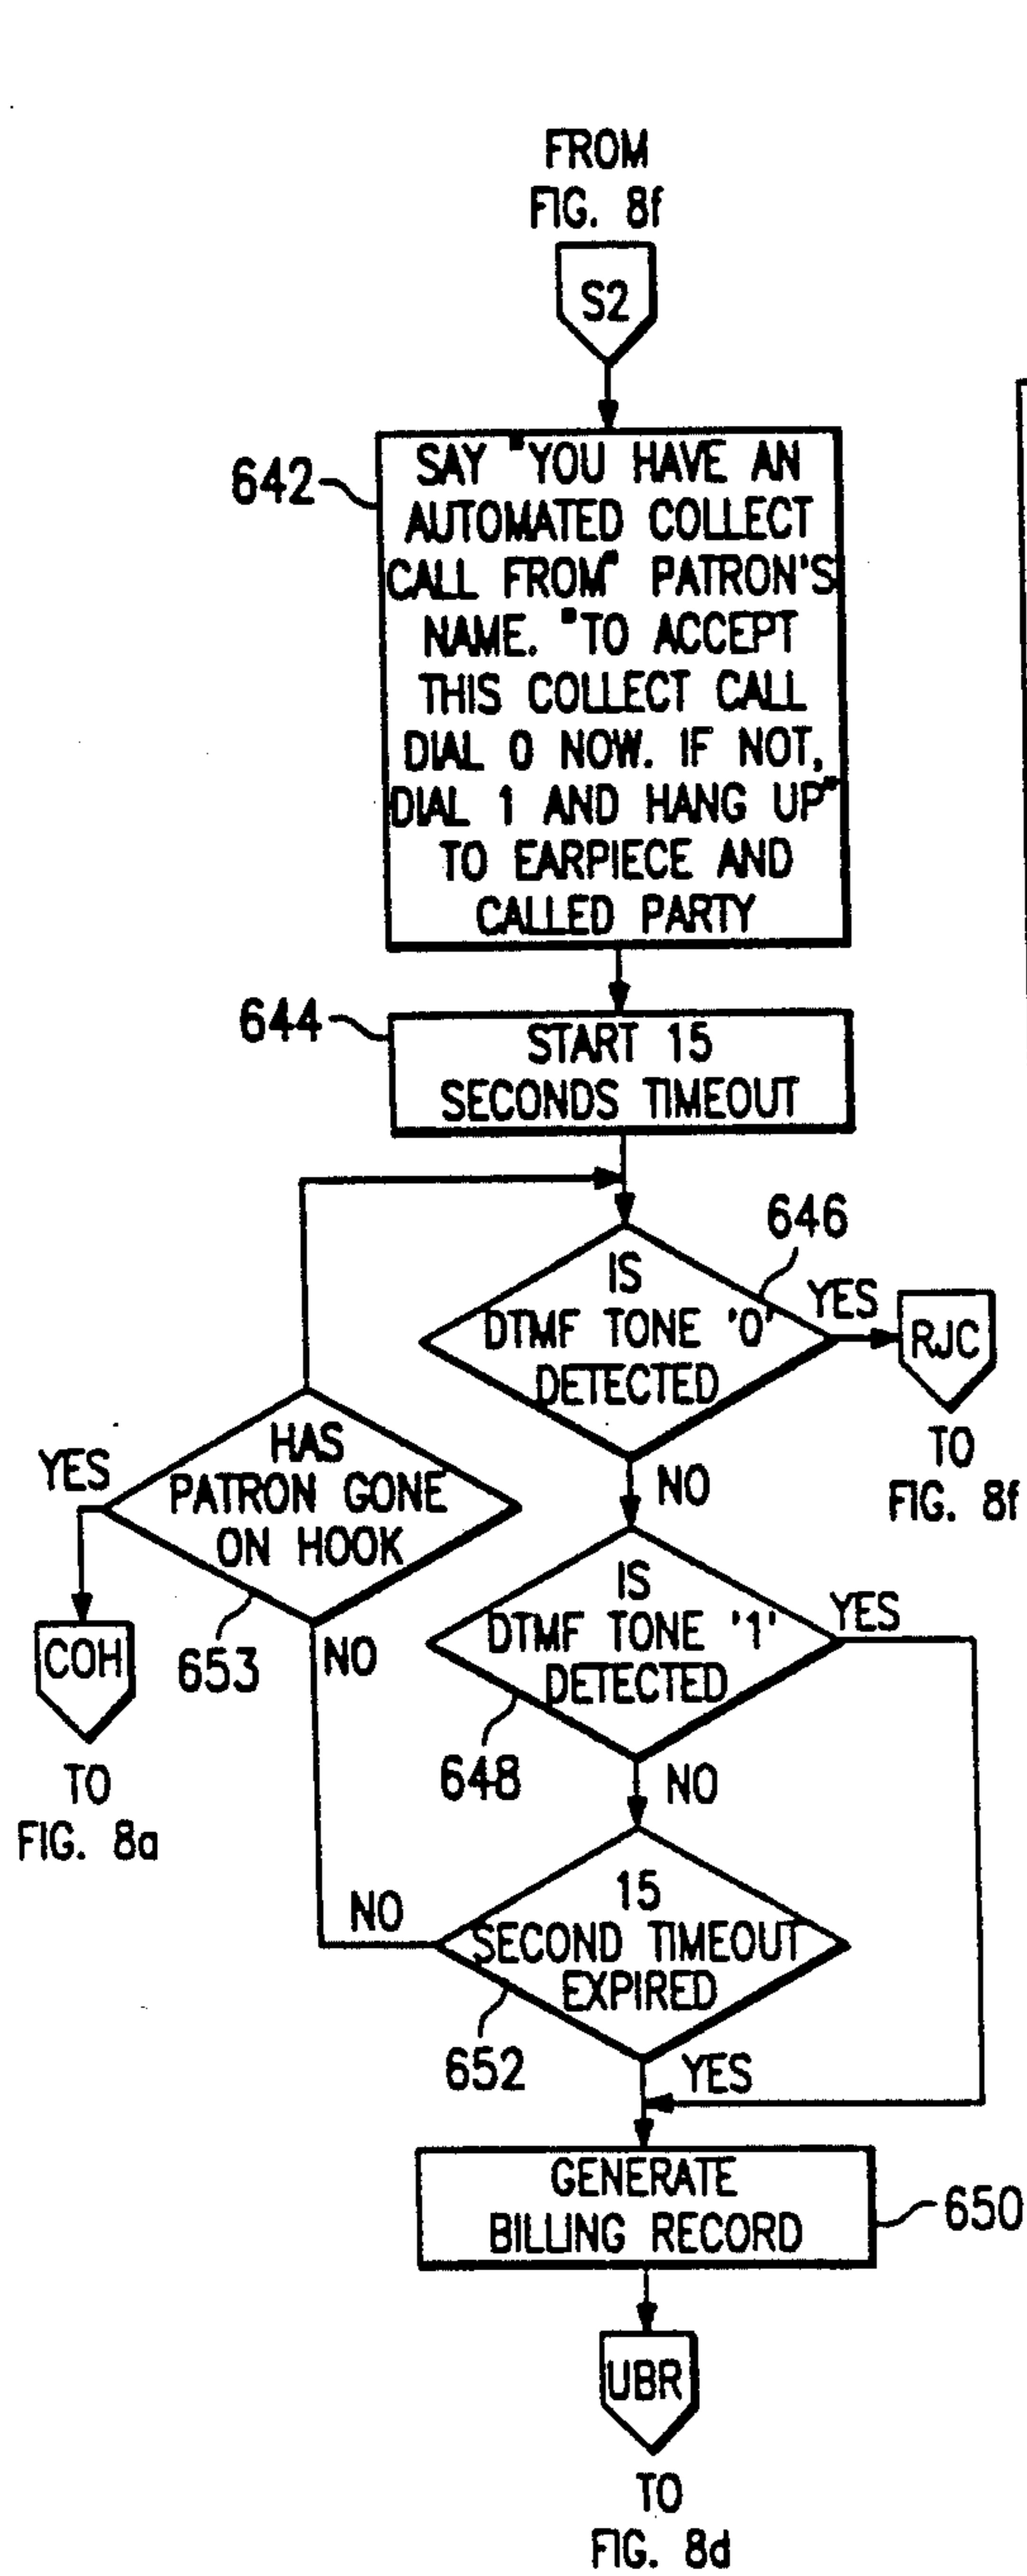 FROM
FIG. 8f
S2
642
SAY "YOU HAVE AN
AUTOMATED COLLECT
CALL FROM" PATRON'S
NAME. "TO ACCEPT
THIS COLLECT CALL
DIAL 0 NOW. IF NOT,
DIAL 1 AND HANG UP"
TO EARPIECE AND
CALLED PARTY
644
START 15
SECONDS TIMEOUT
646
IS
DTMF TONE '0'
DETECTED
YES
RJC
TO
FIG. 8f
NO
HAS
PATRON GONE
ON HOOK
YES
COH
TO
FIG. 8a
653
NO
IS
DTMF TONE '1'
DETECTED
YES
648
NO
15
SECOND TIMEOUT
EXPIRED
NO
652
YES
GENERATE
BILLING RECORD
650
UBR
TO
FIG. 8d